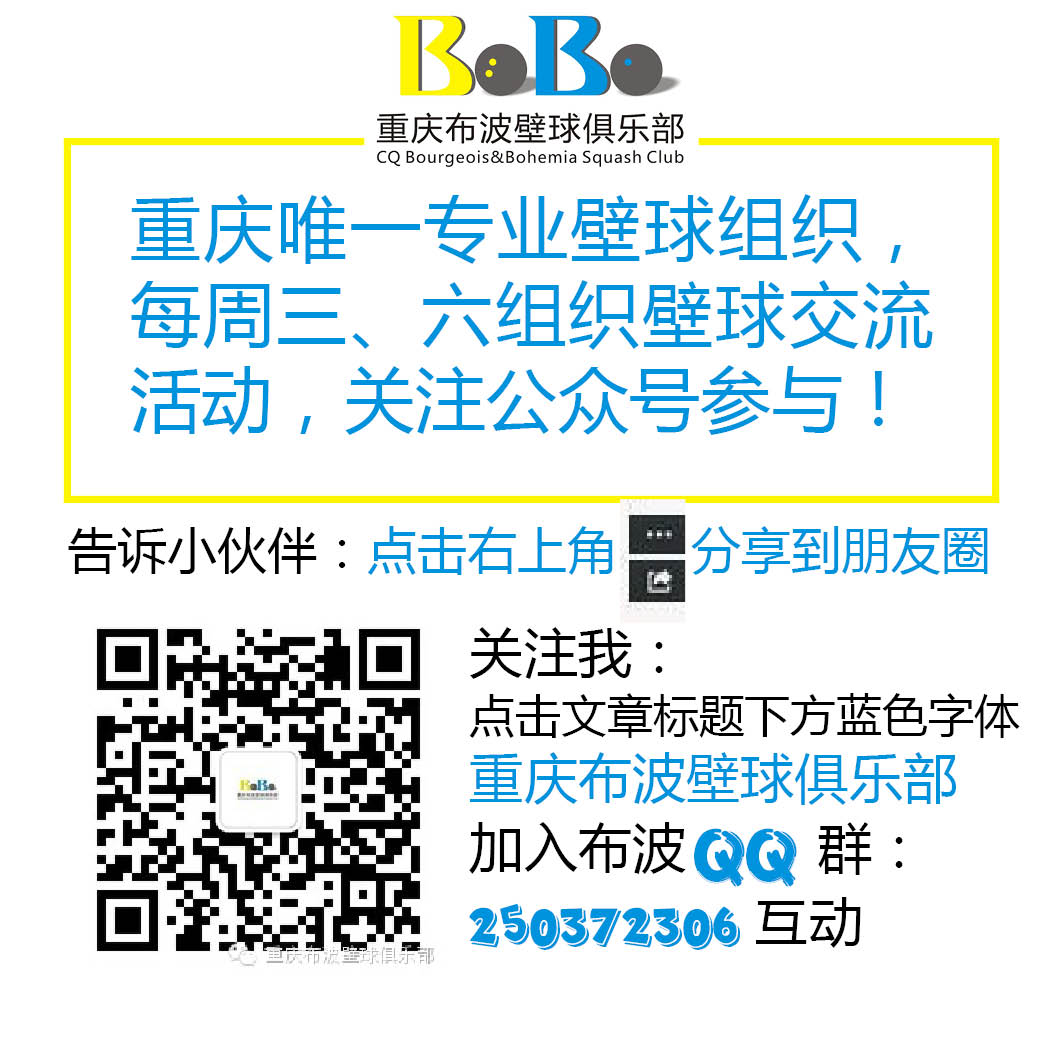 BoBo
重庆布波壁球俱乐部
CQ Bourgeois&Bohemia Squash Club
重庆唯一专业壁球组织，
每周三、六组织壁球交流
活动，关注公众号参与！
告诉小伙伴：点击右上角 分享到朋友圈
关注我：
点击文章标题下方蓝色字体
重庆布波壁球俱乐部
加入布波QQ 群：
250372306 互动
BoBo
重庆布波壁球俱乐部